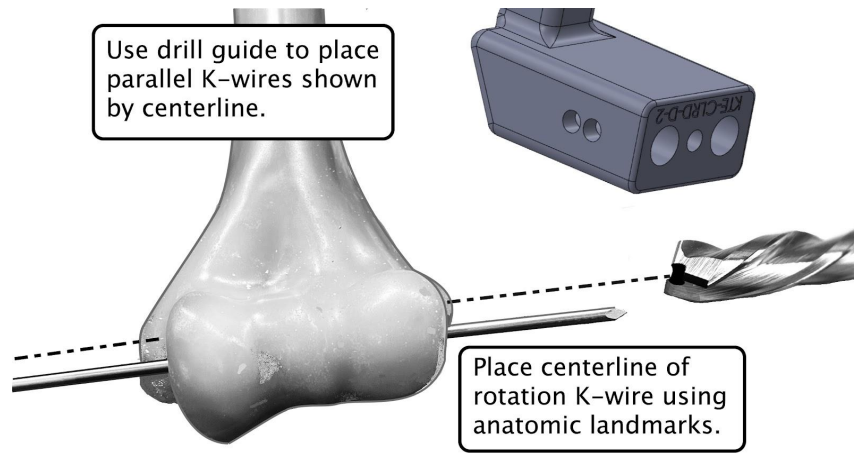 Use drill guide to place
parallel K-wires shown
by centerline.
KTE-CLRD-D-2
Place centerline of
rotation K-wire using
anatomic landmarks.